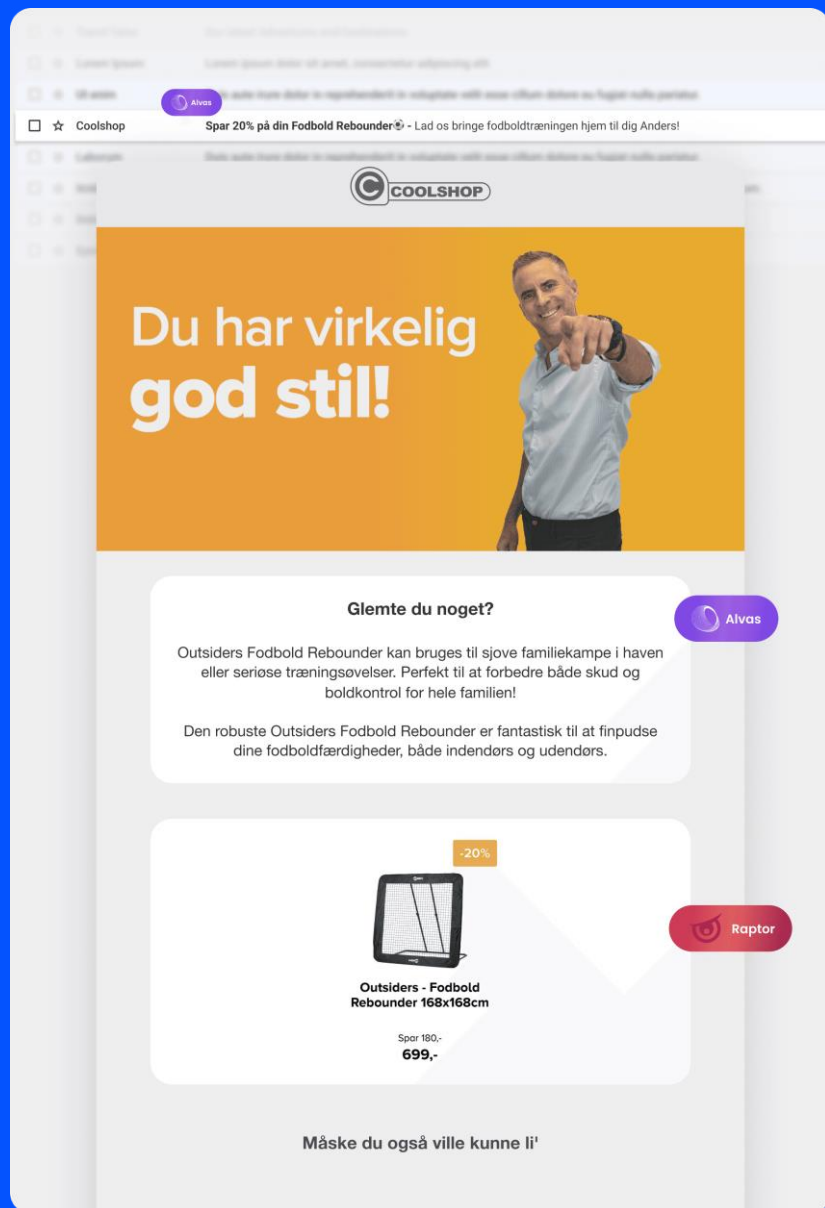 Alvas
Coolshop Spar 20% på din Fodbold Rebounder⚽ - Lad os bringe fodboldtræningen hjem til dig Anders!
COOLSHOP
Du har virkelig
god stil!
Glemte du noget?
Alvas
Outsiders Fodbold Rebounder kan bruges til sjove familiekampe i haven
eller seriøse træningsøvelser. Perfekt til at forbedre både skud og
boldkontrol for hele familien!
Den robuste Outsiders Fodbold Rebounder er fantastisk til at finpudse
dine fodboldfærdigheder, både indendørs og udendørs.
-20%
Raptor
Outsiders - Fodbold
Rebounder 168x168cm
Spar 180,-
699,-
Måske du også ville kunne li'